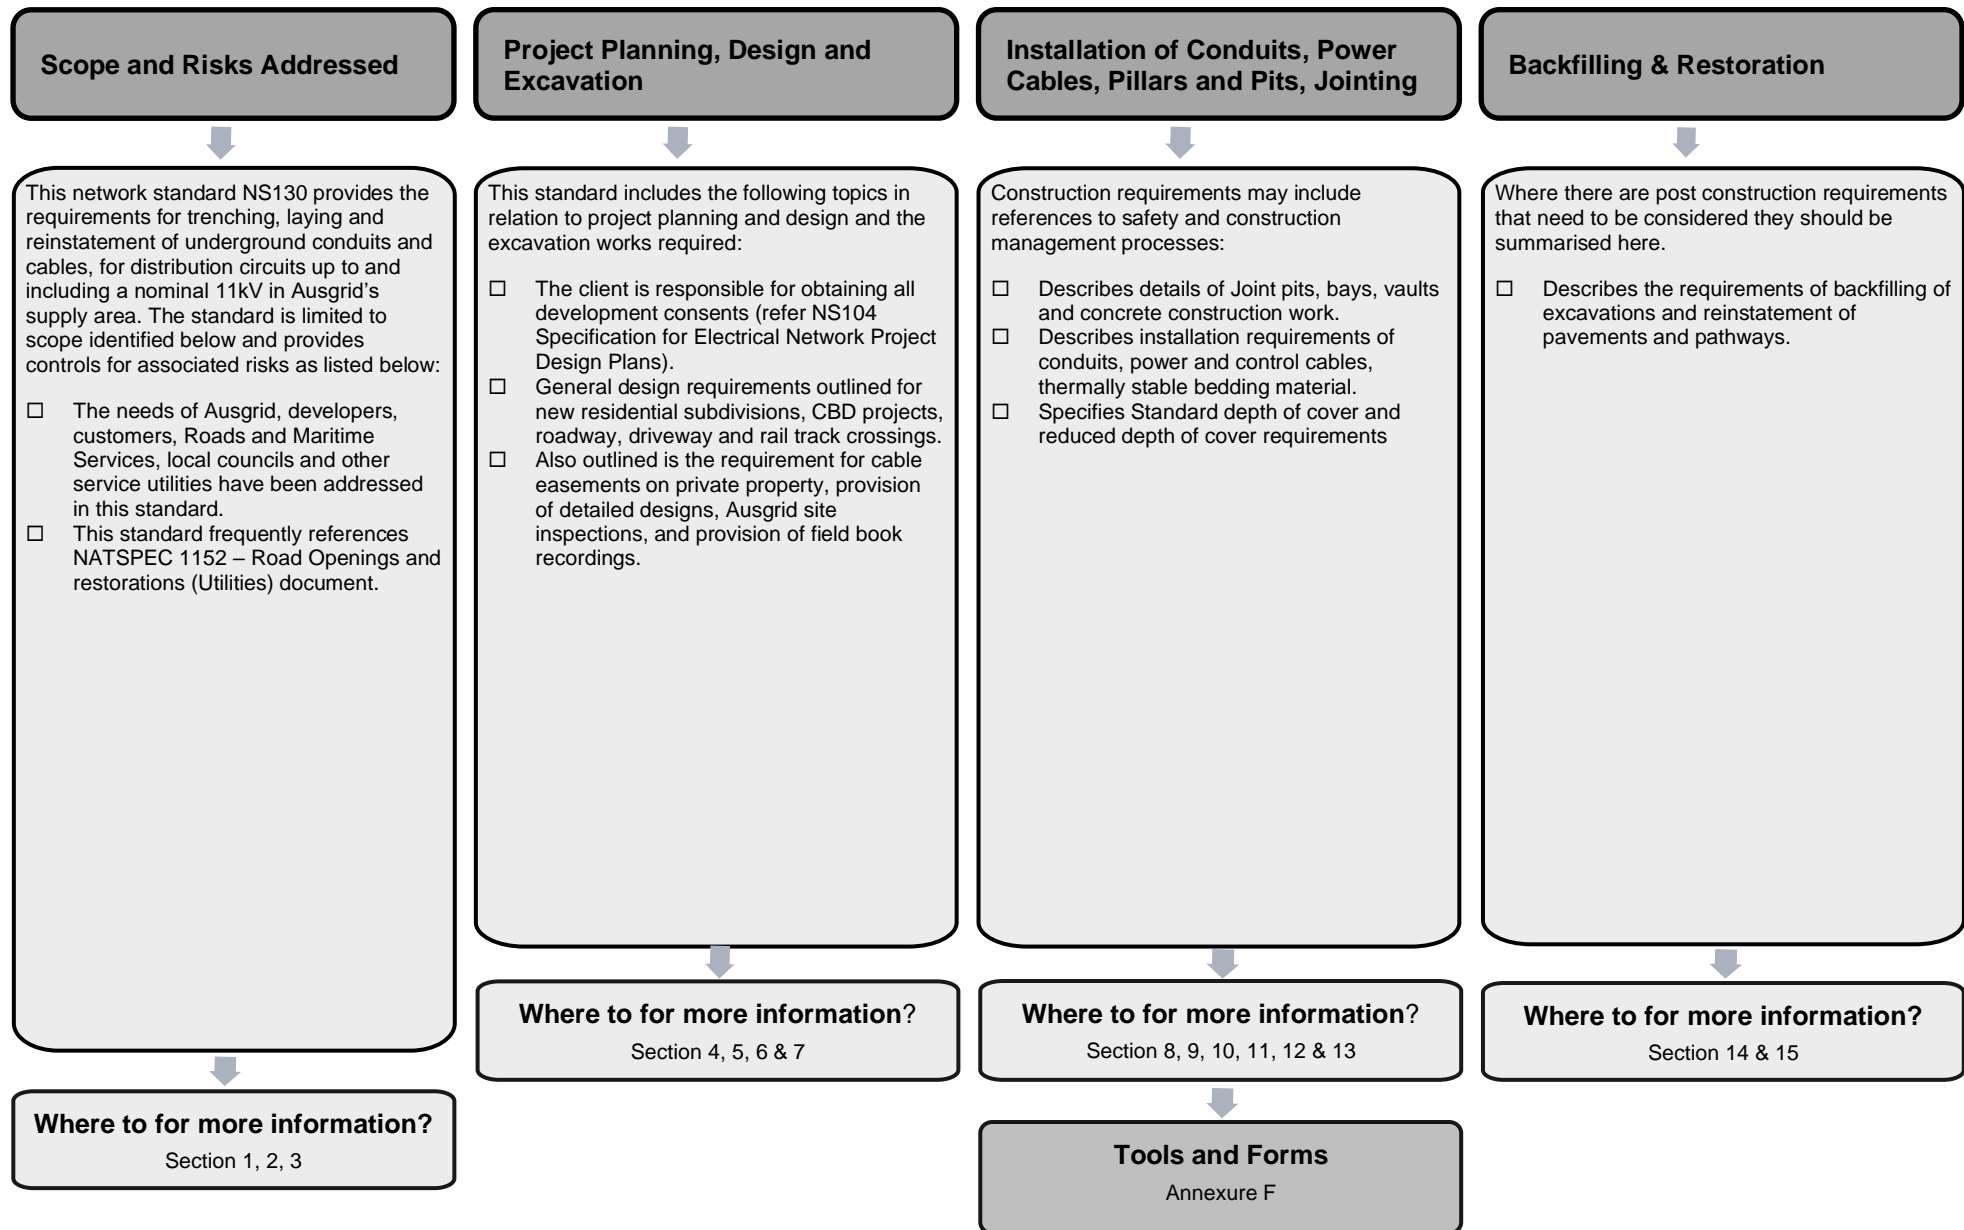 Scope and Risks Addressed
This network standard NS130 provides the
requirements for trenching, laying and
reinstatement of underground conduits and
cables, for distribution circuits up to and
including a nominal 11kV in Ausgrid's
supply area. The standard is limited to
scope identified below and provides
controls for associated risks as listed below:
☐ The needs of Ausgrid, developers,
customers, Roads and Maritime
Services, local councils and other
service utilities have been addressed
in this standard.
☐ This standard frequently references
NATSPEC 1152 – Road Openings and
restorations (Utilities) document.
Where to for more information?
Section 1, 2, 3
Project Planning, Design and
Excavation
This standard includes the following topics in
relation to project planning and design and the
excavation works required:
☐ The client is responsible for obtaining all
development consents (refer NS104
Specification for Electrical Network Project
Design Plans).
☐ General design requirements outlined for
new residential subdivisions, CBD projects,
roadway, driveway and rail track crossings.
☐ Also outlined is the requirement for cable
easements on private property, provision
of detailed designs, Ausgrid site
inspections, and provision of field book
recordings.
Where to for more information?
Section 4, 5, 6 & 7
Installation of Conduits, Power
Cables, Pillars and Pits, Jointing
Construction requirements may include
references to safety and construction
management processes:
☐ Describes details of Joint pits, bays, vaults
and concrete construction work.
☐ Describes installation requirements of
conduits, power and control cables,
thermally stable bedding material.
☐ Specifies Standard depth of cover and
reduced depth of cover requirements
Where to for more information?
Section 8, 9, 10, 11, 12 & 13
Tools and Forms
Annexure F
Backfilling & Restoration
Where there are post construction requirements
that need to be considered they should be
summarised here.
☐ Describes the requirements of backfilling of
excavations and reinstatement of
pavements and pathways.
Where to for more information?
Section 14 & 15